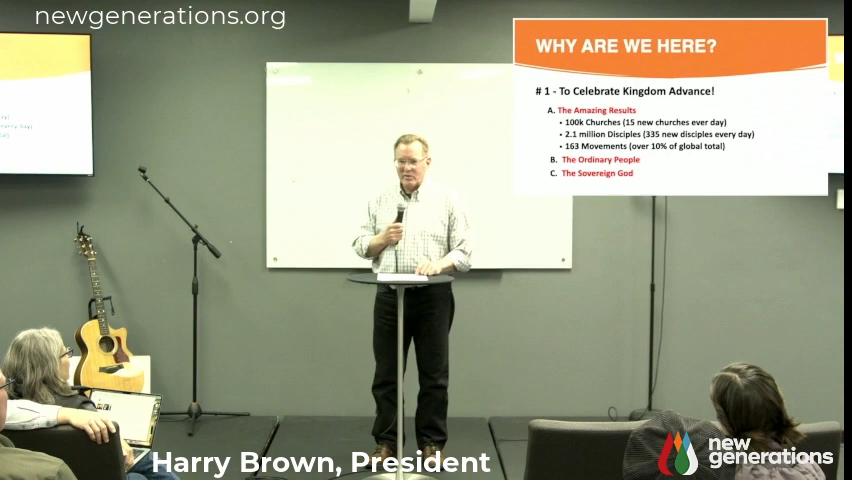 newgenerations.org
WHY ARE WE HERE?
# 1 - To Celebrate Kingdom Advance!
A. The Amazing Results
• 100k Churches (15 new churches ever day)
• 2.1 million Disciples (335 new disciples every day)
• 163 Movements (over 10% of global total)
B. The Ordinary People
C. The Sovereign God
Harry Brown, President
new
generations.